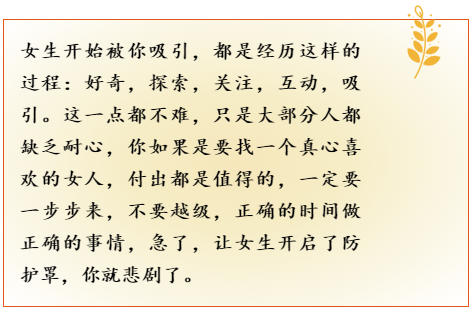 女生开始被你吸引，都是经历这样的
过程：好奇，探索，关注，互动，吸
引。这一点都不难，只是大部分人都
缺乏耐心，你如果是要找一个真心喜
欢的女人，付出都是值得的，一定要
一步步来，不要越级，正确的时间做
正确的事情，急了，让女生开启了防
护罩，你就悲剧了。